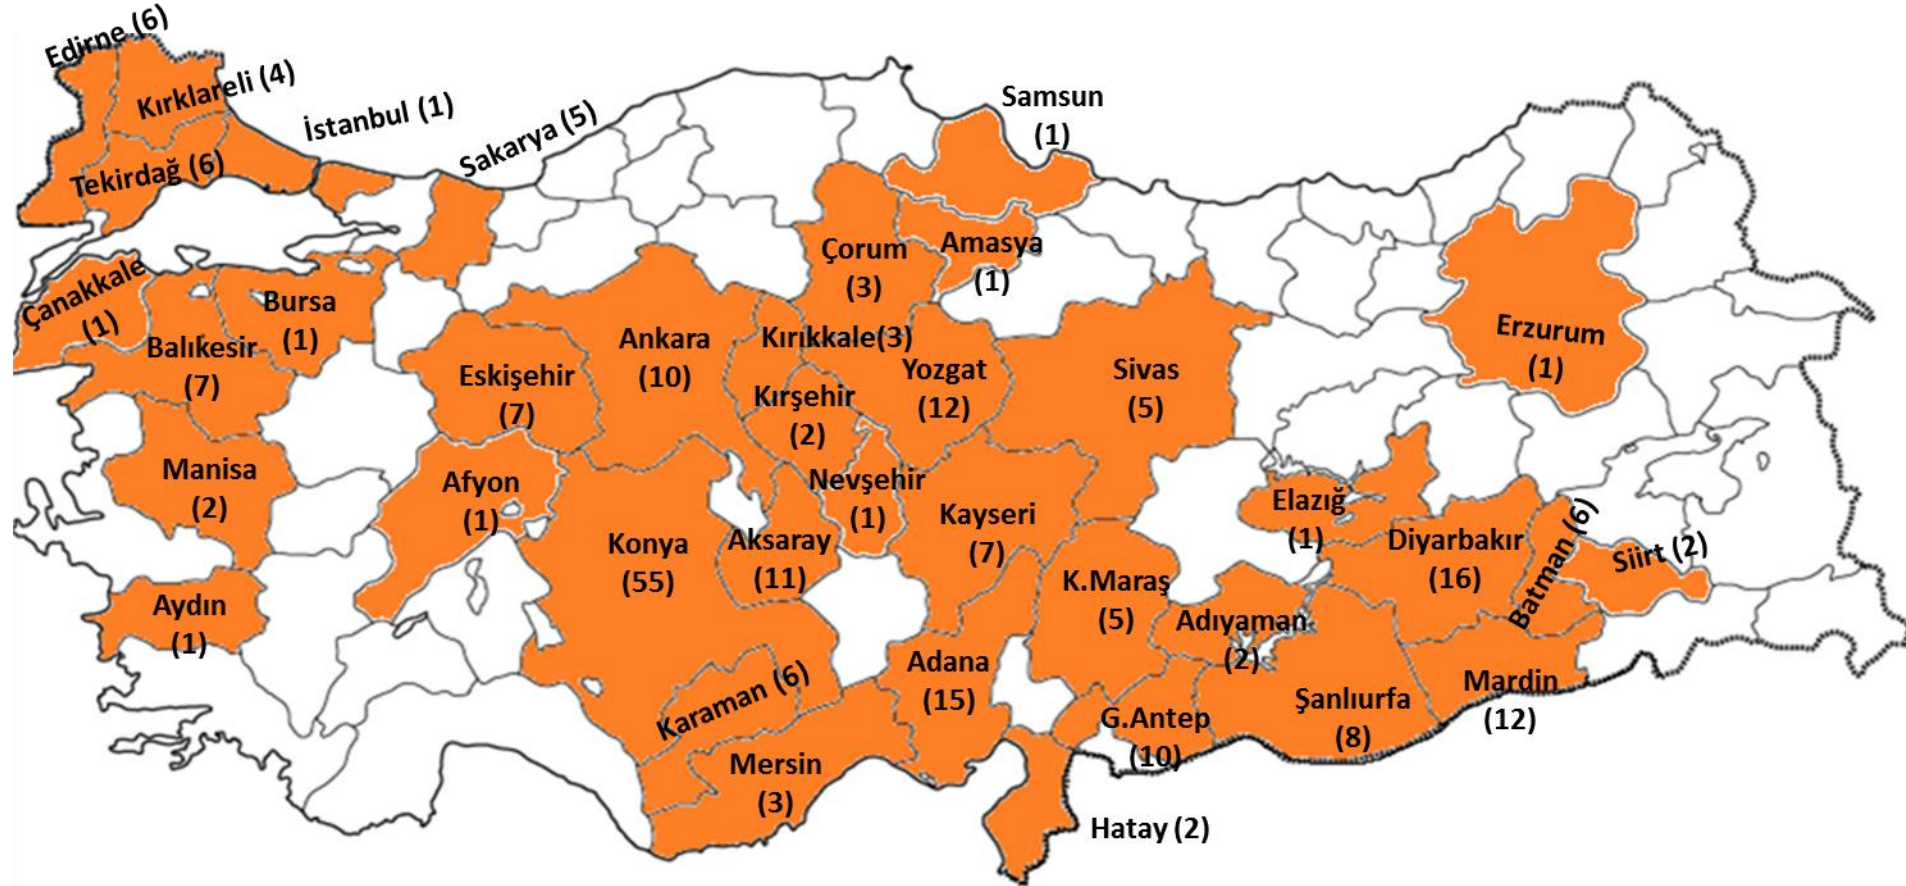 Edirne (6)
Kırklareli (4)
İstanbul (1)
Sakarya (5)
Samsun
(1)
Tekirdağ (6)
Çanakkale
(1)
Bursa
(1)
Balıkesir
(7)
Eskişehir
(7)
Ankara
(10)
Çorum
(3)
Amasya
(1)
Kırıkkale(3)
Yozgat
(12)
Kırşehir
(2)
Sivas
(5)
Erzurum
(1)
Manisa
(2)
Afyon
(1)
Konya
(55)
Aksaray
(11)
Nevşehir
(1)
Kayseri
(7)
Elazığ
(1)
Diyarbakır
(16)
Batman (6)
Siirt (2)
Aydın
(1)
K.Maraş
(5)
Adıyaman
(2)
Karaman (6)
Adana
(15)
G.Antep
(10)
Şanlıurfa
(8)
Mardin
(12)
Mersin
(3)
Hatay (2)